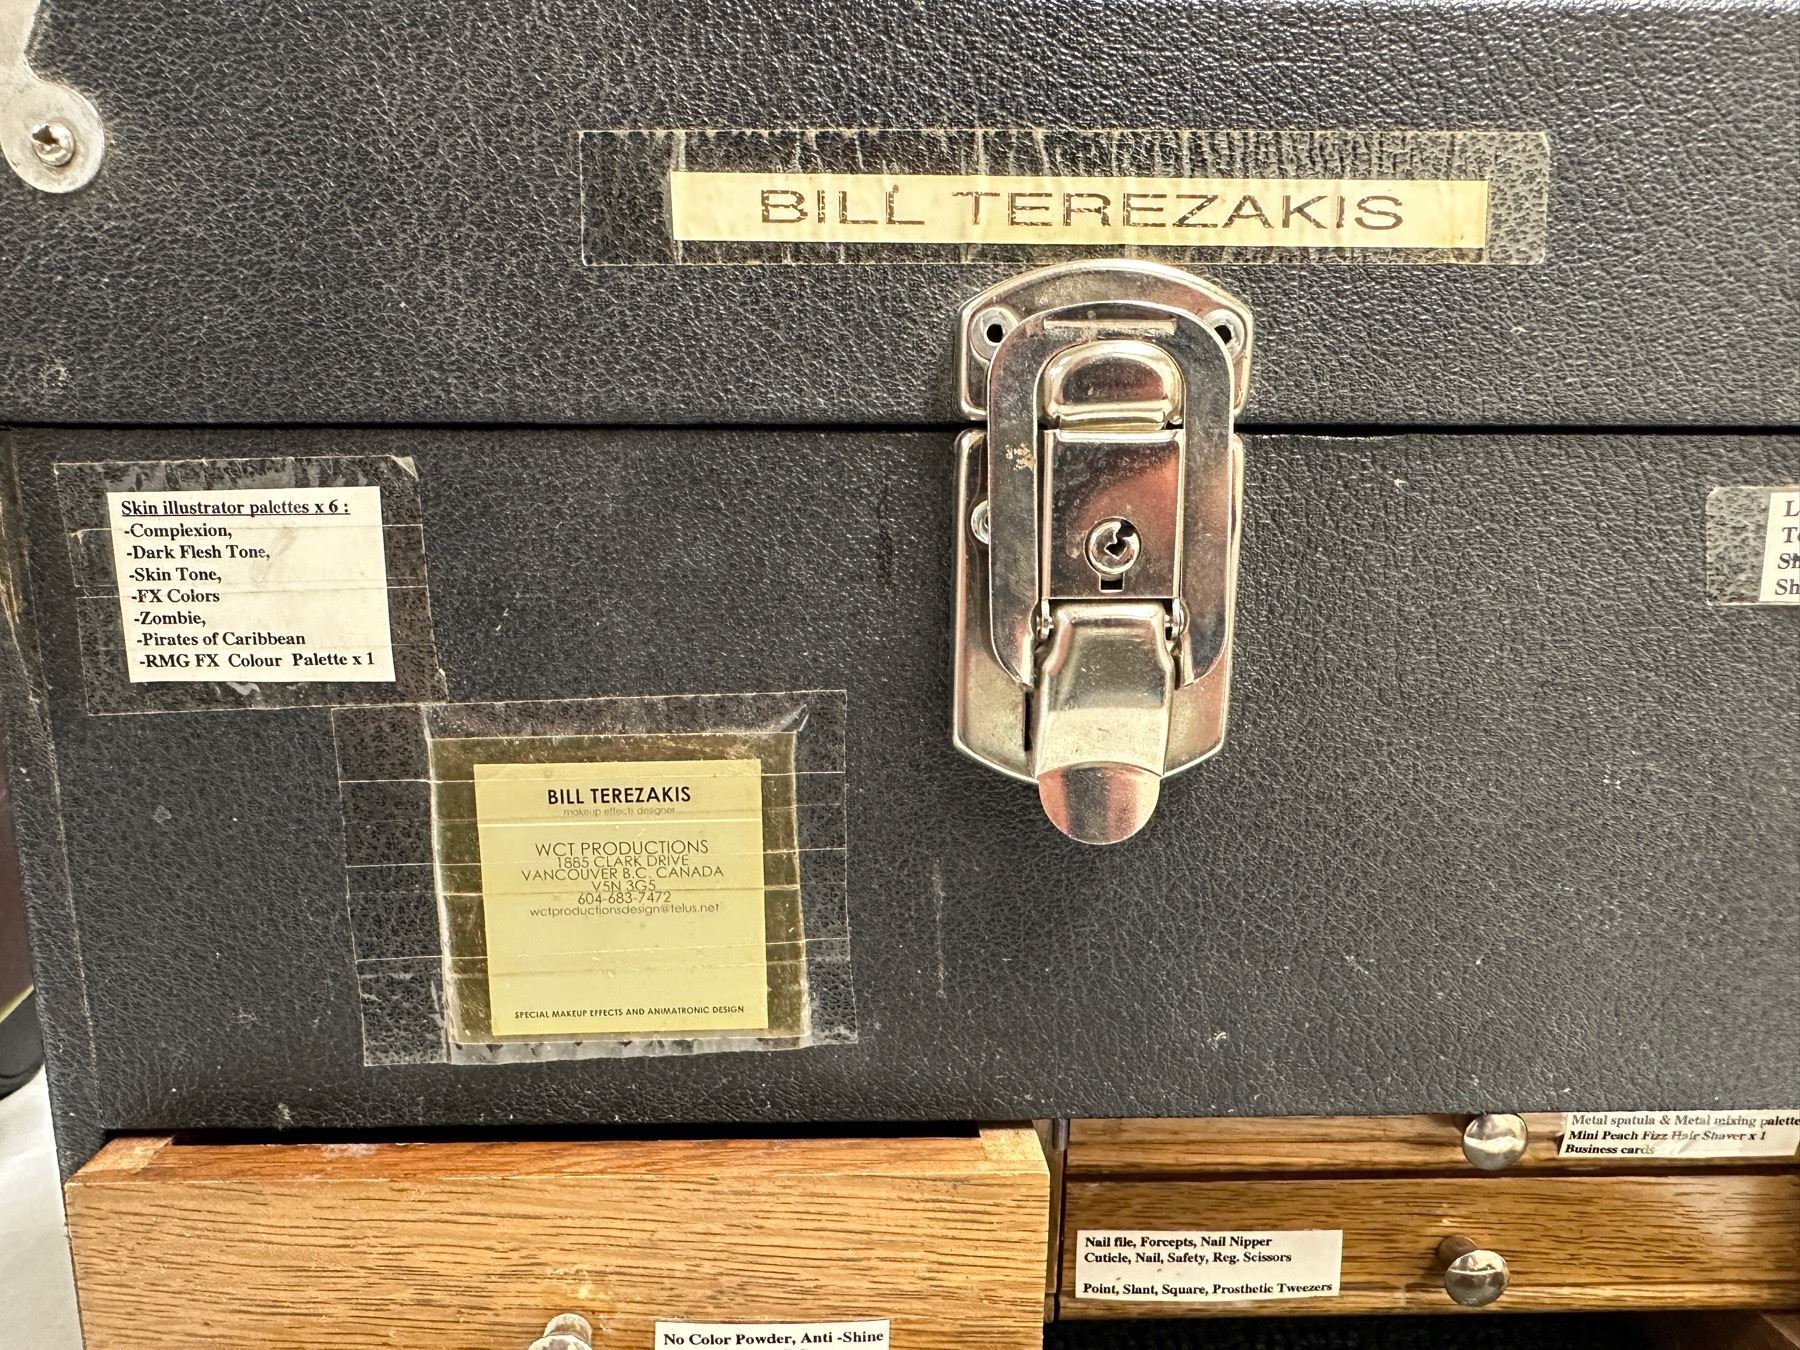 BILL TEREZAKIS
Skin illustrator palettes x 6 :
-Complexion,
-Dark Flesh Tone,
-Skin Tone,
-FX Colors
-Zombie,
-Pirates of Caribbean
-RMG FX Colour Palette x 1
BILL TEREZAKIS
makeup effects designer
WCT PRODUCTIONS
1885 CLARK DRIVE
VANCOUVER B.C. CANADA
V5N 3G5
604-683-7472
wctproductionsdesign@telus.net
SPECIAL MAKEUP EFFECTS AND ANIMATRONIC DESIGN
Metal spatula & Metal mixing palette
Mini Peach Fizz Hair Shaver x 1
Business cards
Nail file, Forcepts, Nail Nipper
Cuticle, Nail, Safety, Reg. Scissors
Point, Slant, Square, Prosthetic Tweezers
No Color Powder, Anti -Shine